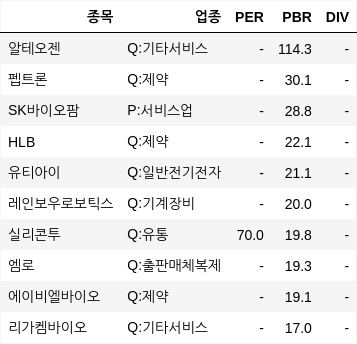 종목 업종 PER PBR DIV
알테오젠 Q:기타서비스 - 114.3 -
펩트론 Q:제약 - 30.1 -
SK바이오팜 P:서비스업 - 28.8 -
HLB Q:제약 - 22.1 -
유티아이 Q:일반전기전자 - 21.1 -
레인보우로보틱스 Q:기계장비 - 20.0 -
실리콘투 Q:유통 70.0 19.8 -
엠로 Q:출판매체복제 - 19.3 -
에이비엘바이오 Q:제약 - 19.1 -
리가켐바이오 Q:기타서비스 - 17.0 -